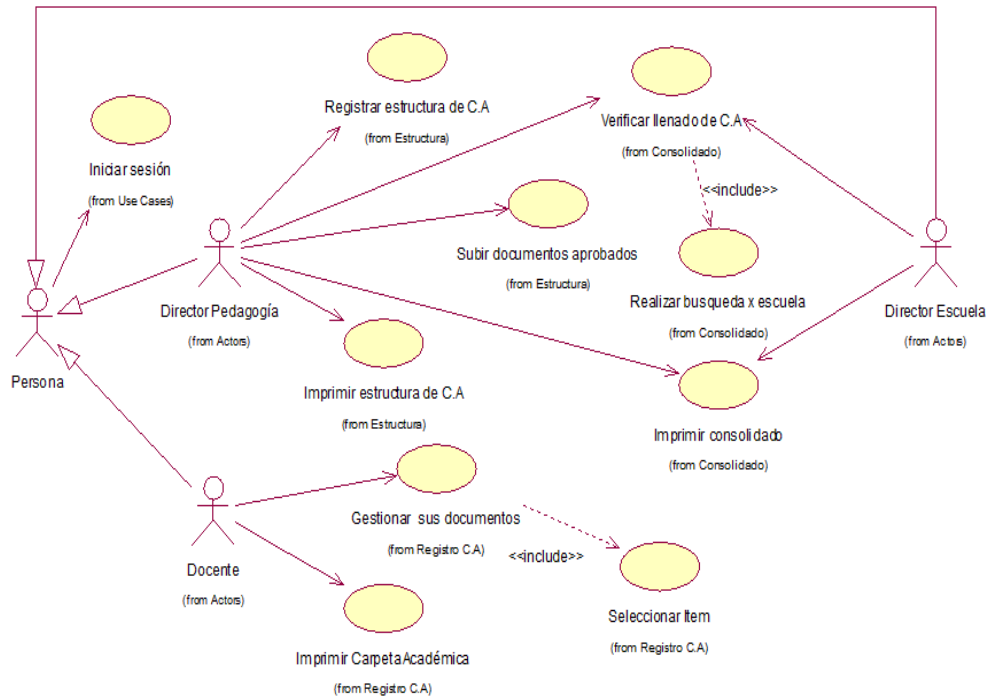 Registrar estructura de C.A
(from Estructura)
Verificar llenado de C.A
(from Consolidado)
Iniciar sesión
(from Use Cases)
<<include>>
Subir documentos aprobados
(from Estructura)
Realizar busqueda x escuela
(from Consolidado)
Director Pedagogía
(from Actors)
Director Escuela
(from Actors)
Persona
Imprimir estructura de C.A
(from Estructura)
Imprimir consolidado
(from Consolidado)
Gestionar sus documentos
(from Registro C.A)
<<include>>
Docente
(from Actors)
Seleccionar Item
(from Registro C.A)
Imprimir Carpeta Académica
(from Registro C.A)